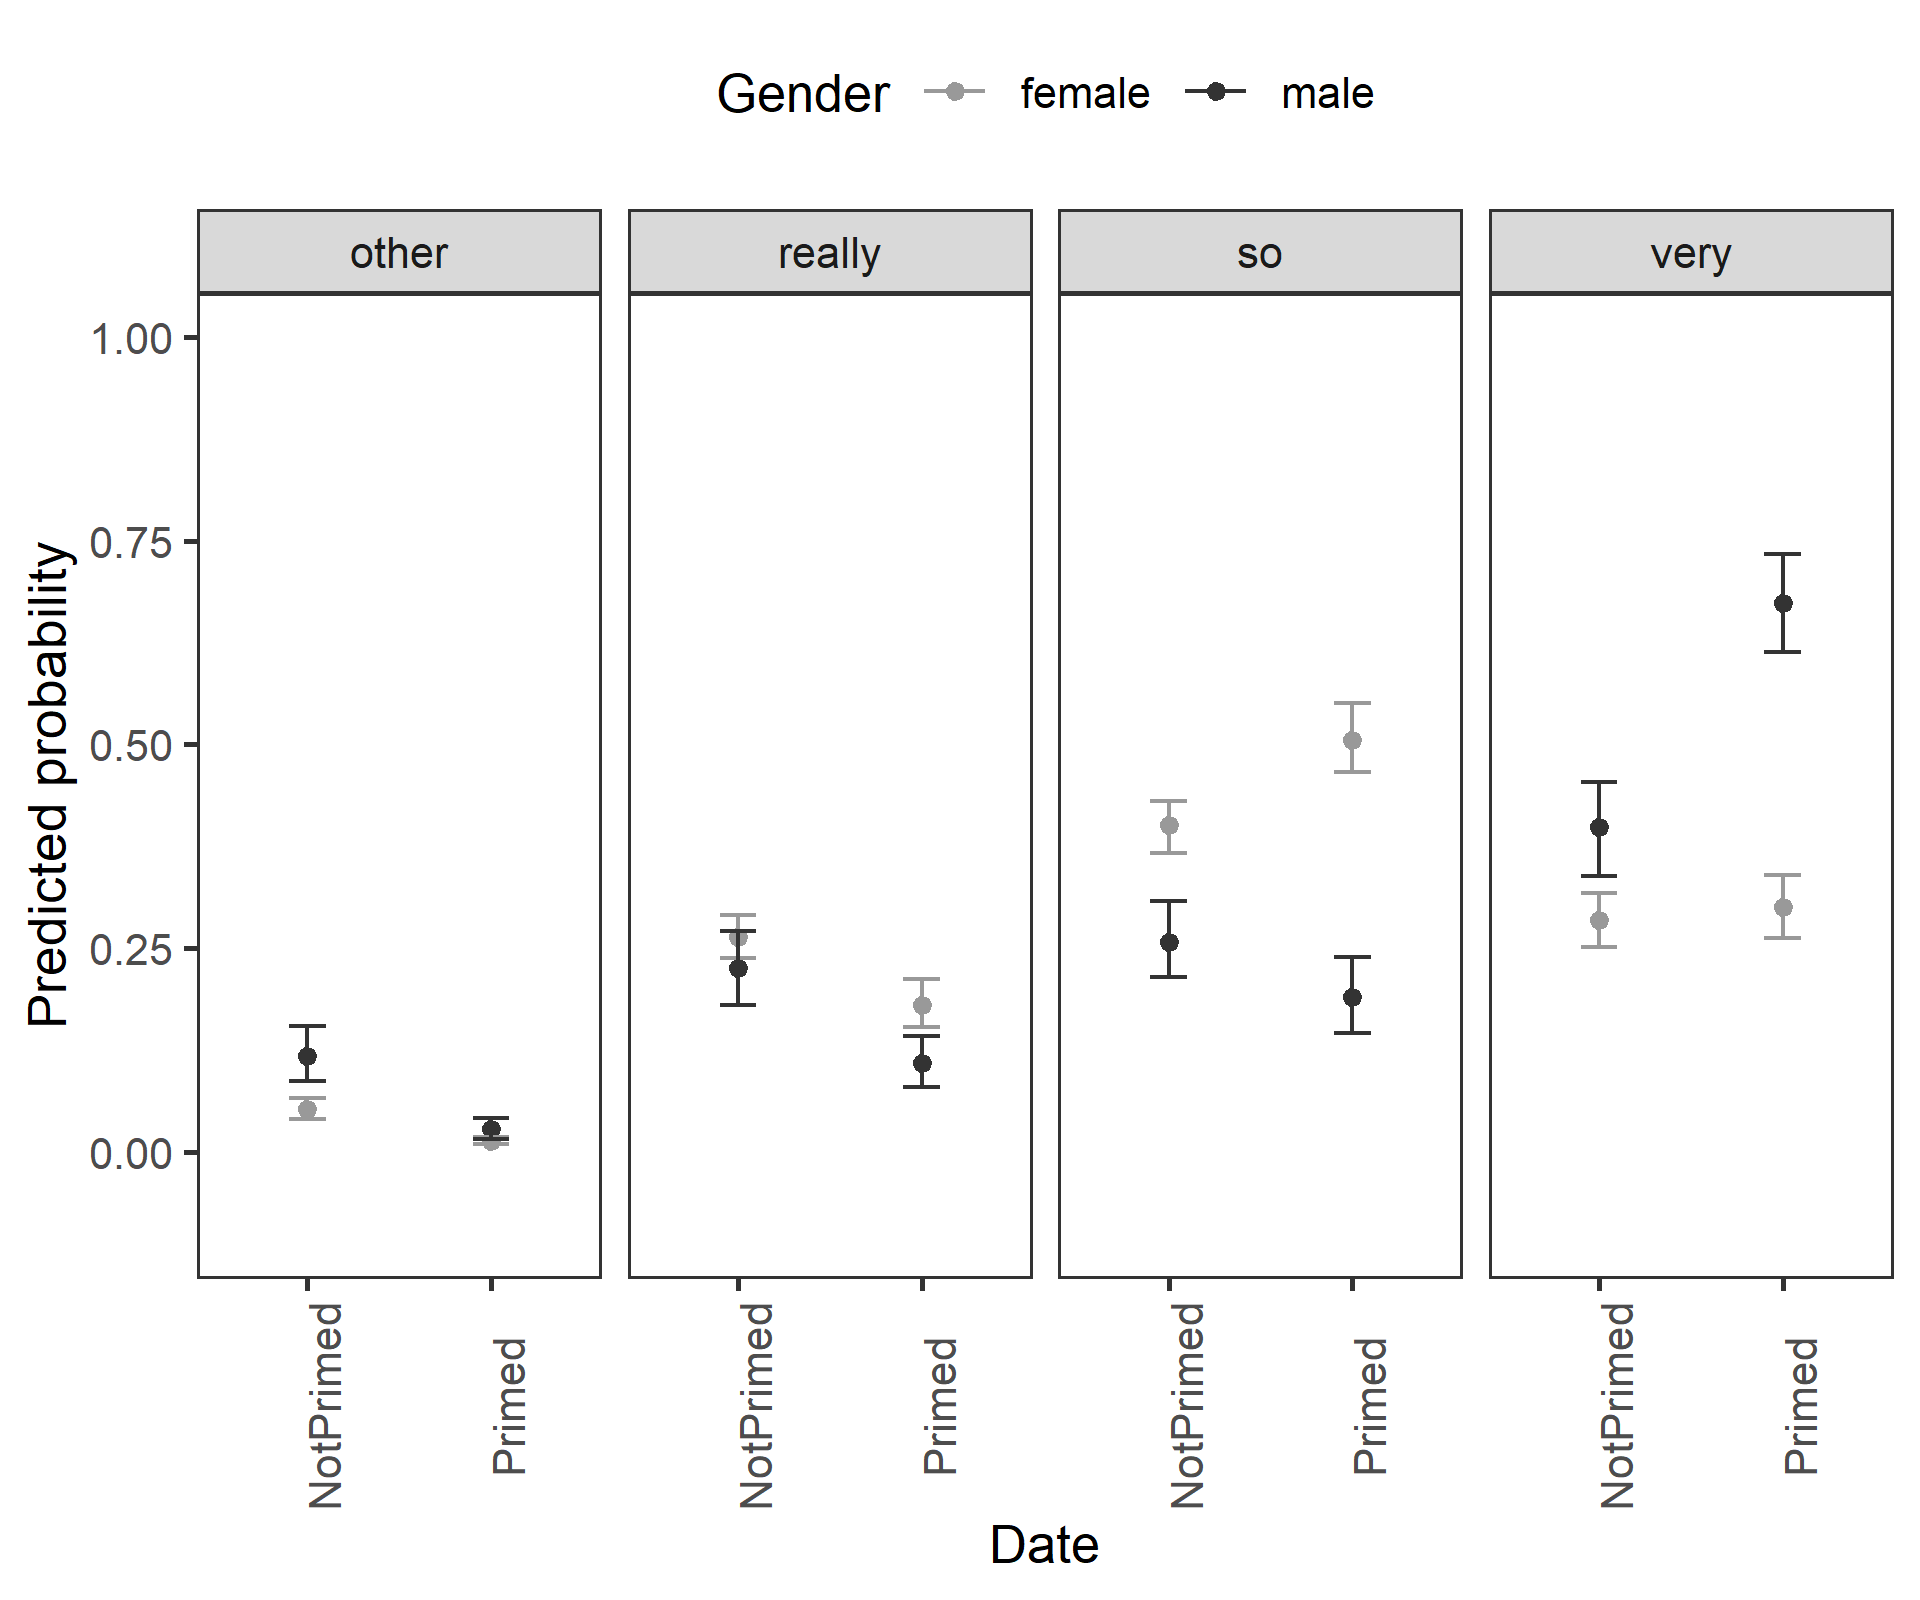 Gender female male
other really so very
1.00
0.75
0.50
0.25
0.00
Predicted probability
NotPrimed Primed NotPrimed Primed NotPrimed Primed NotPrimed Primed
Date